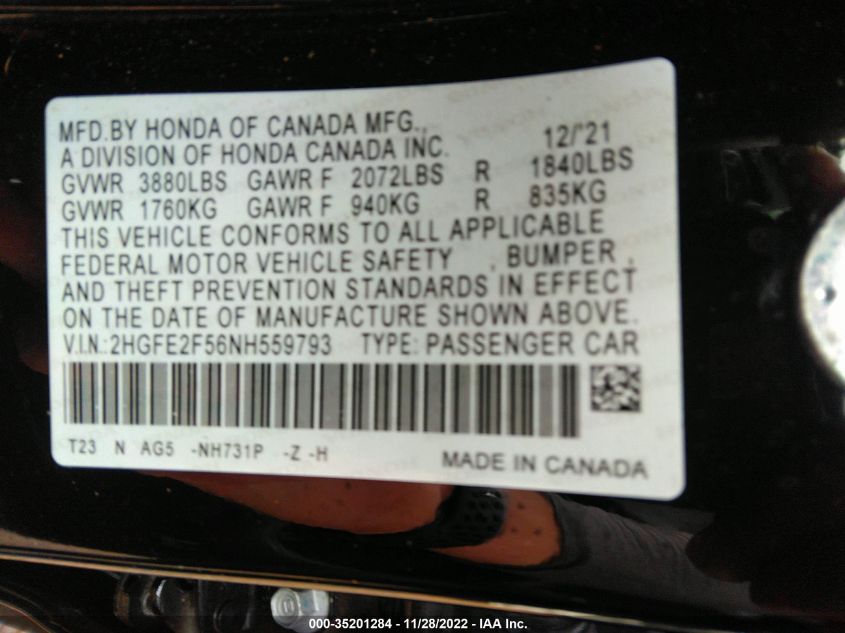 MFD.BY HONDA OF CANADA MFG.,
A DIVISION OF HONDA CANADA INC. 12/'21
GVWR 3880LBS GAWR F 2072LBS R 1840LBS
GVWR 1760KG GAWR F 940KG R 835KG
THIS VEHICLE CONFORMS TO ALL APPLICABLE
FEDERAL MOTOR VEHICLE SAFETY , BUMPER ,
AND THEFT PREVENTION STANDARDS IN EFFECT
ON THE DATE OF MANUFACTURE SHOWN ABOVE.
V.I.N.:2HGFE2F56NH559793 TYPE: PASSENGER CAR
T23 N AG5 -NH731P -Z -H MADE IN CANADA
000-35201284 - 11/28/2022 - IAA Inc.